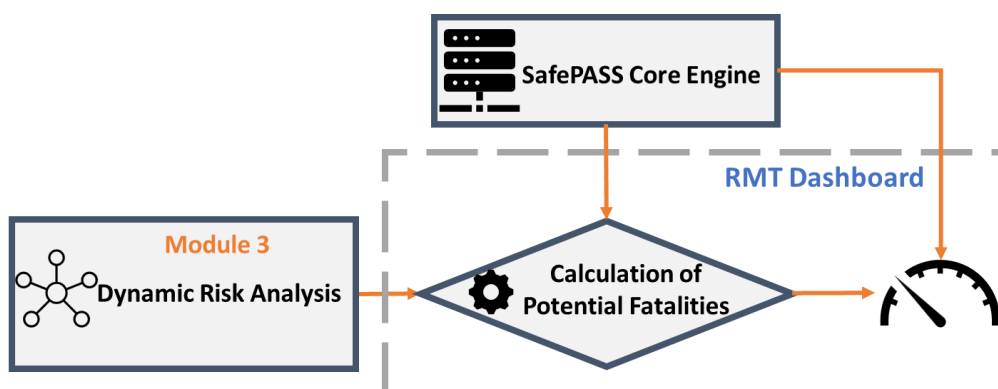 SafePASS Core Engine
RMT Dashboard
Module 3
Dynamic Risk Analysis
Calculation of
Potential Fatalities